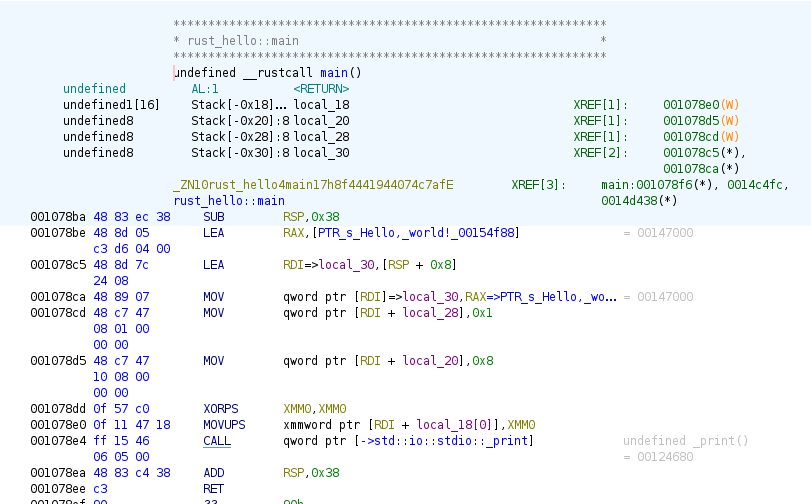 **************************************************************
* rust_hello::main *
**************************************************************
undefined __rustcall main()
undefined AL:1 <RETURN>
undefined1[16] Stack[-0x18]... local_18 XREF[1]: 001078e0(W)
undefined8 Stack[-0x20]:8 local_20 XREF[1]: 001078d5(W)
undefined8 Stack[-0x28]:8 local_28 XREF[1]: 001078cd(W)
undefined8 Stack[-0x30]:8 local_30 XREF[2]: 001078c5(*),
001078ca(*)
_ZN10rust_hello4main17h8f4441944074c7afE XREF[3]: main:001078f6(*), 0014c4fc,
rust_hello::main 0014d438(*)
001078ba 48 83 ec 38 SUB RSP,0x38
001078be 48 8d 05 LEA RAX,[PTR_s_Hello,_world!_00154f88] = 00147000
c3 d6 04 00
001078c5 48 8d 7c LEA RDI=>local_30,[RSP + 0x8]
24 08
001078ca 48 89 07 MOV qword ptr [RDI]=>local_30,RAX=>PTR_s_Hello,_wo... = 00147000
001078cd 48 c7 47 MOV qword ptr [RDI + local_28],0x1
08 01 00
00 00
001078d5 48 c7 47 MOV qword ptr [RDI + local_20],0x8
10 08 00
00 00
001078dd 0f 57 c0 XORPS XMM0,XMM0
001078e0 0f 11 47 18 MOVUPS xmmword ptr [RDI + local_18[0]],XMM0
001078e4 ff 15 46 CALL qword ptr [->std::io::stdio::_print] undefined _print()
06 05 00 = 00124680
001078ea 48 83 c4 38 ADD RSP,0x38
001078ee c3 RET